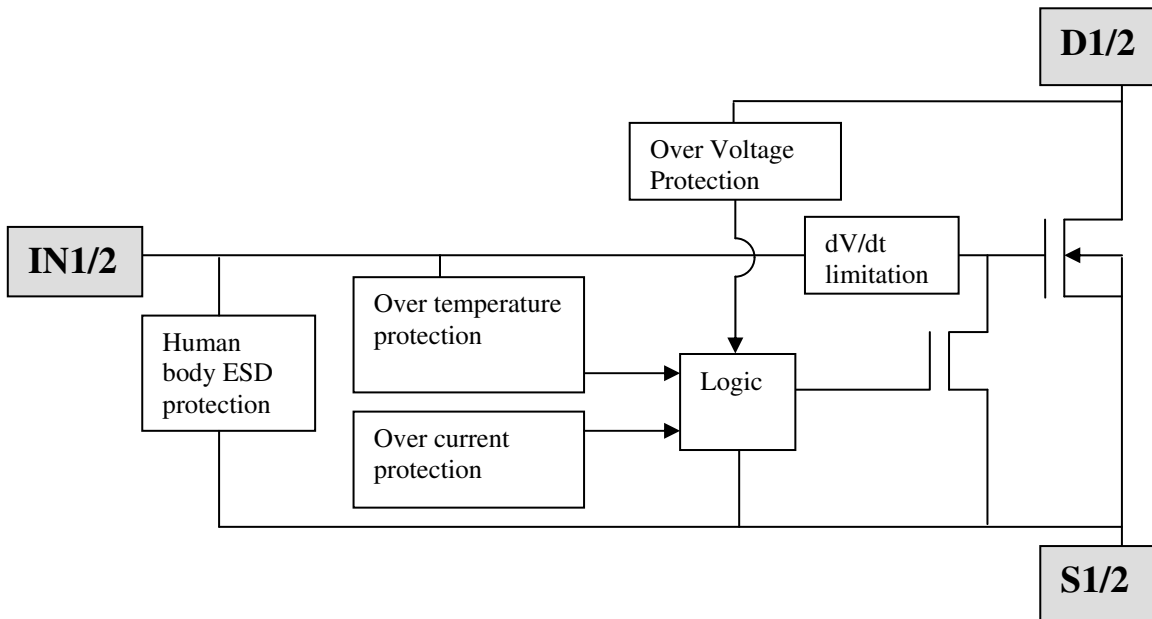 D1/2
Over Voltage
Protection
IN1/2
dV/dt
limitation
Over temperature
protection
Human
body ESD
protection
Logic
Over current
protection
S1/2